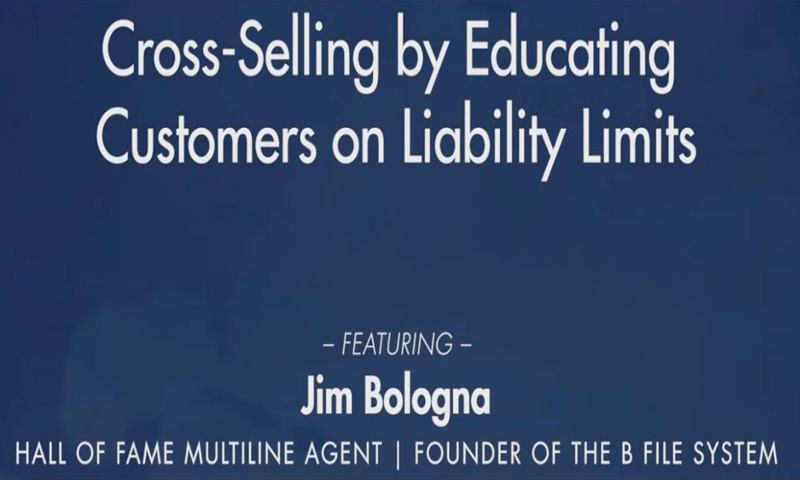 Cross-Selling by Educating
Customers on Liability Limits
– FEATURING –
Jim Bologna
HALL OF FAME MULTILINE AGENT | FOUNDER OF THE B FILE SYSTEM